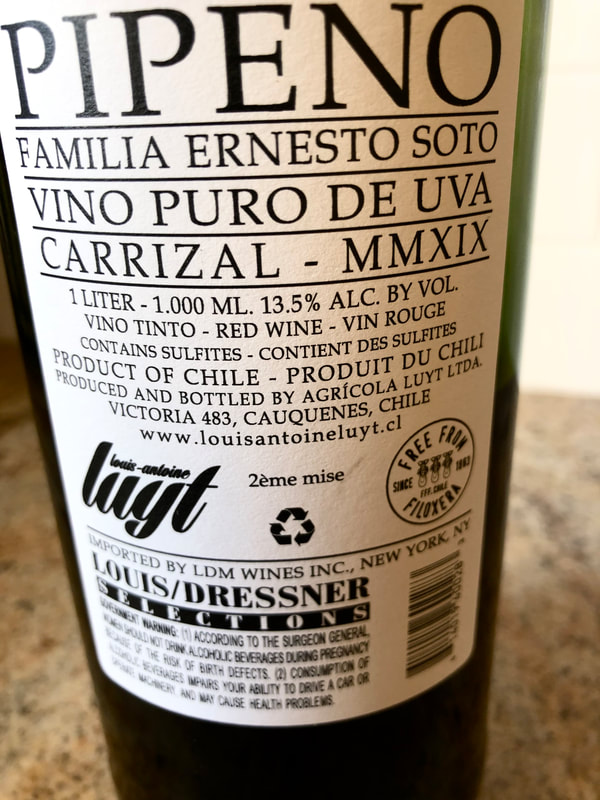 PIPEÑO
FAMILIA ERNESTO SOTO
VINO PURO DE UVA
CARRIZAL - MMXIX
1 LITER - 1.000 ML. 13.5% ALC. BY VOL.
VINO TINTO - RED WINE - VIN ROUGE
CONTAINS SULFITES - CONTIENT DES SULFITES
PRODUCT OF CHILE - PRODUIT DU CHILI
PRODUCED AND BOTTLED BY AGRÍCOLA LUYT LTDA.
VICTORIA 483, CAUQUENES, CHILE
www.louisantoineluyt.cl
louis-antoine
luyt
2ème mise
FREE FROM
SINCE 1863
FFF. CHILE
FILOXERA
IMPORTED BY LDM WINES INC., NEW YORK, NY
LOUIS/DRESSNER
SELECTIONS
GOVERNMENT WARNING: (1) ACCORDING TO THE SURGEON GENERAL,
WOMEN SHOULD NOT DRINK ALCOHOLIC BEVERAGES DURING PREGNANCY
BECAUSE OF THE RISK OF BIRTH DEFECTS. (2) CONSUMPTION OF
ALCOHOLIC BEVERAGES IMPAIRS YOUR ABILITY TO DRIVE A CAR OR
OPERATE MACHINERY, AND MAY CAUSE HEALTH PROBLEMS.